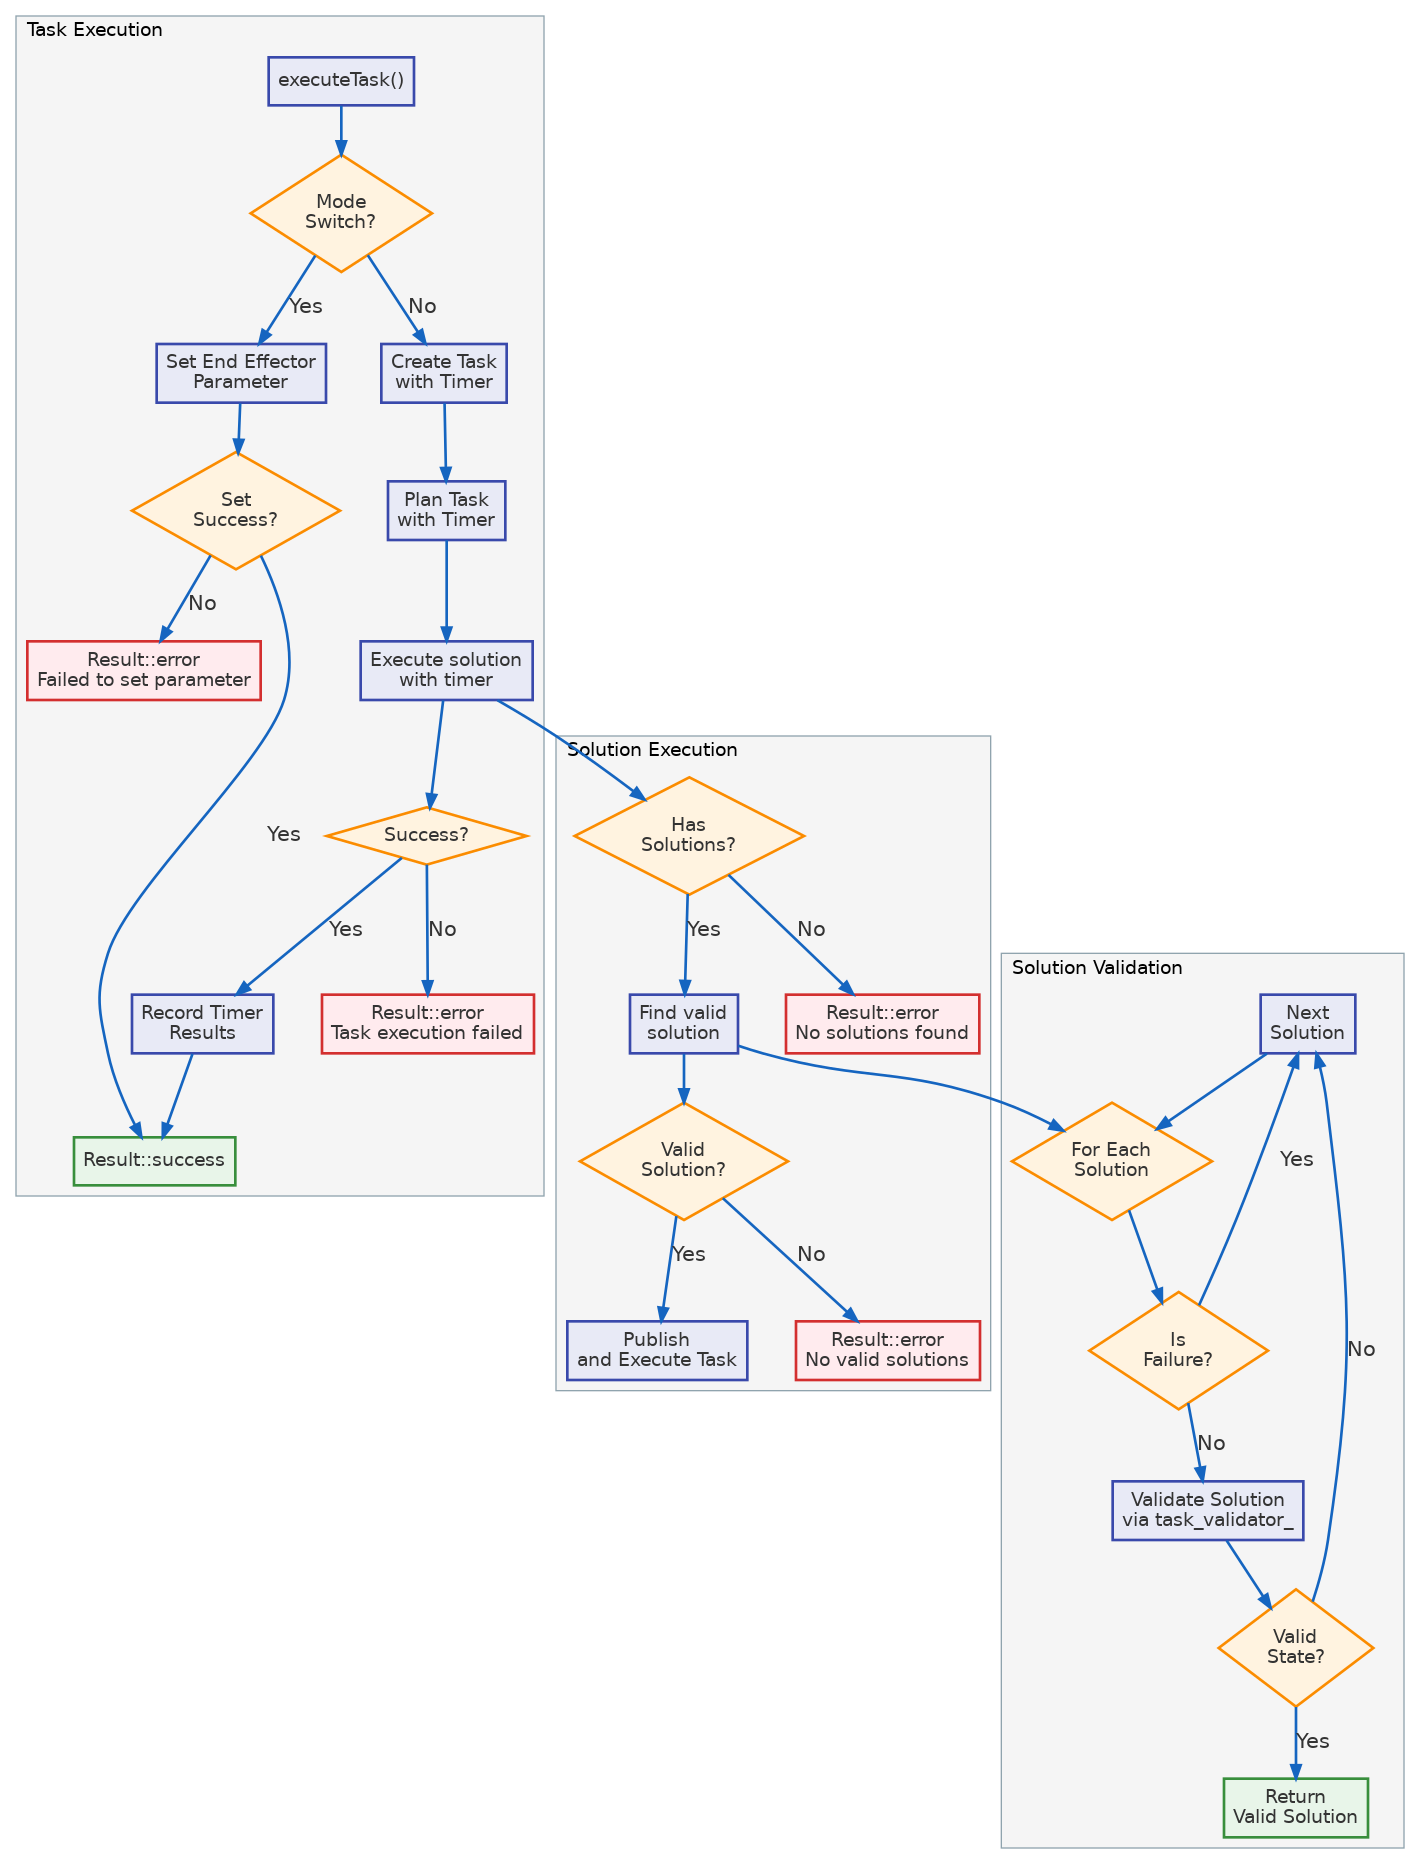 Task Execution
executeTask()
Mode
Switch?
Yes
No
Set End Effector
Parameter
Create Task
with Timer
Set
Success?
Plan Task
with Timer
No
Result::error
Failed to set parameter
Execute solution
with timer
Yes
Success?
Yes
No
Record Timer
Results
Result::error
Task execution failed
Result::success
Solution Execution
Has
Solutions?
Yes
No
Find valid
solution
Result::error
No solutions found
Valid
Solution?
Yes
No
Publish
and Execute Task
Result::error
No valid solutions
Solution Validation
Next
Solution
For Each
Solution
Yes
Is
Failure?
No
No
Validate Solution
via task_validator_
Valid
State?
Yes
Return
Valid Solution